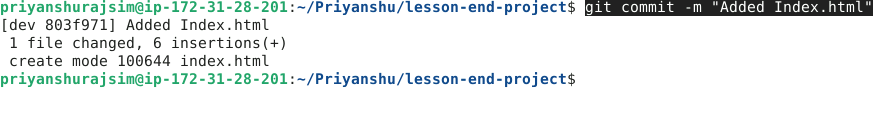 priyanshurajsim@ip-172-31-28-201:~/Priyanshu/lesson-end-project$ git commit -m "Added Index.html"
[dev 803f971] Added Index.html
 1 file changed, 6 insertions(+)
 create mode 100644 index.html
priyanshurajsim@ip-172-31-28-201:~/Priyanshu/lesson-end-project$